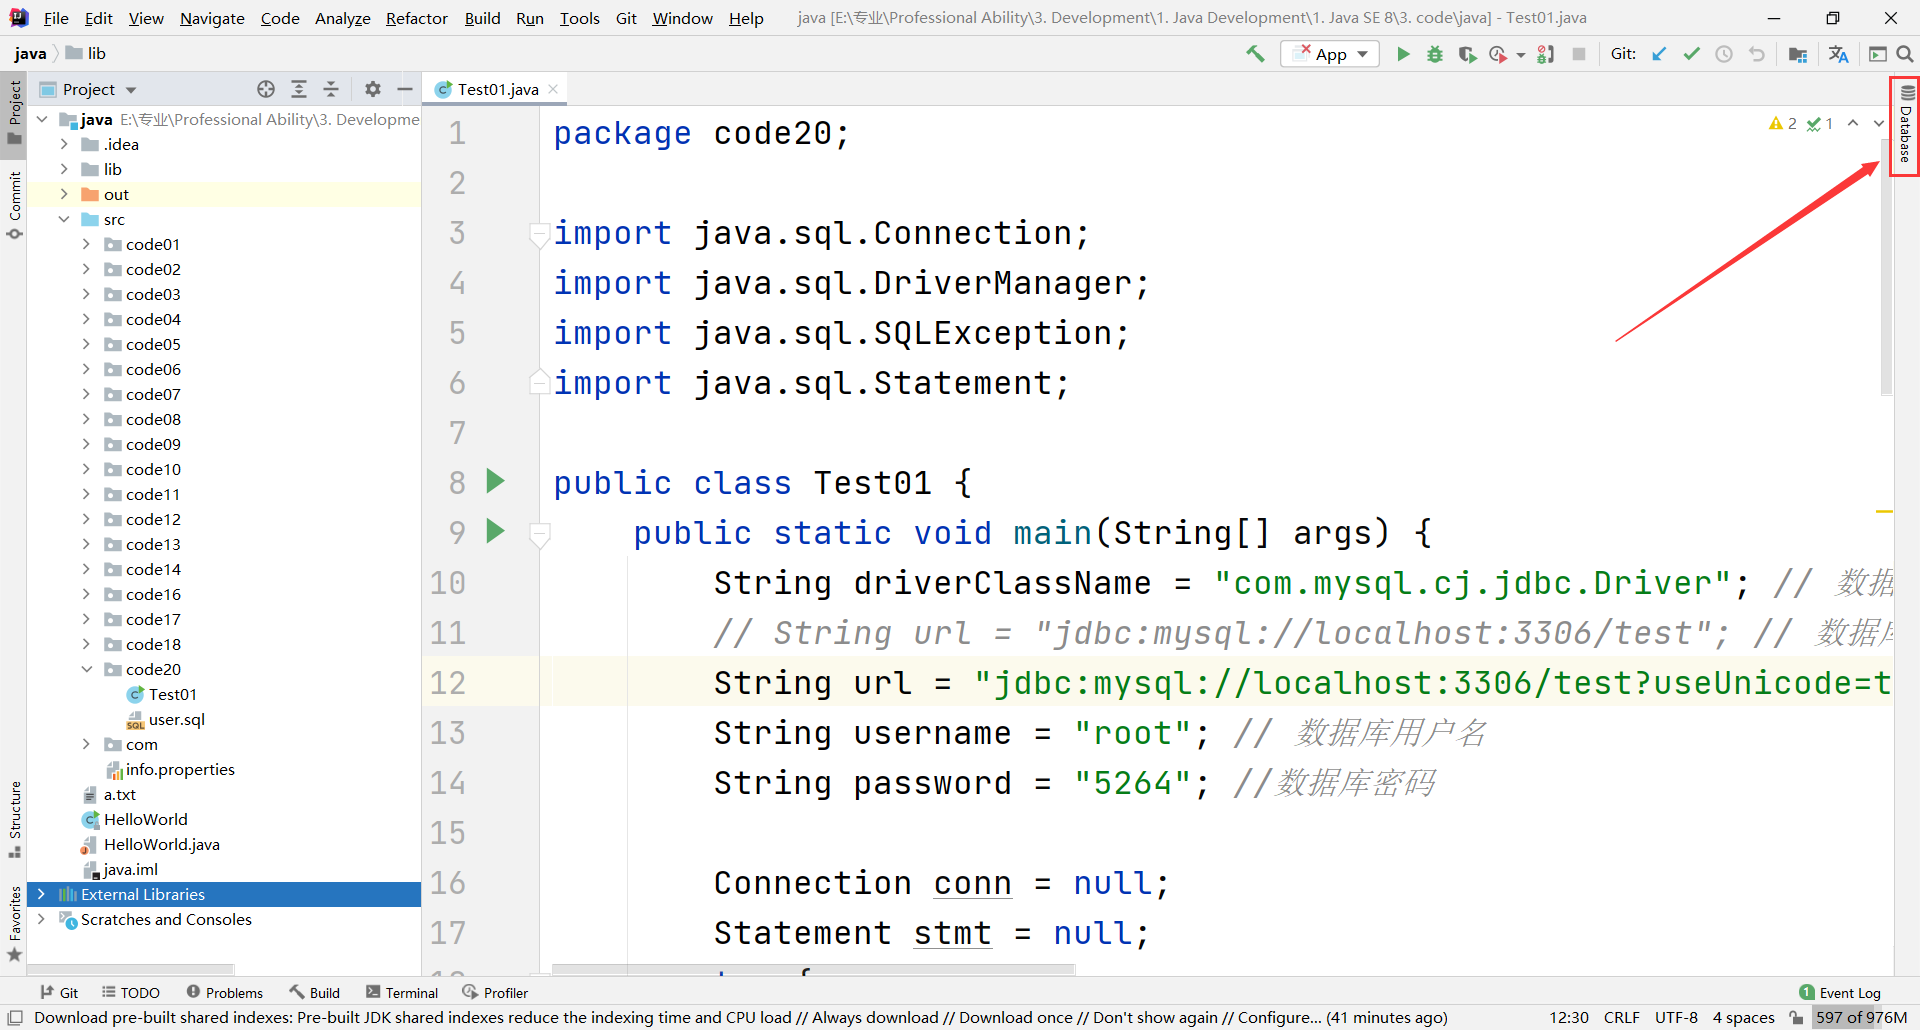 File Edit View Navigate Code Analyze Refactor Build Run Tools Git Window Help java [E:\专业\Professional Ability\3. Development\1. Java Development\1. Java SE 8\3. code\java] - Test01.java
java lib App Git:
Project Test01.java
Project
Commit
Structure
Favorites
Database
java E:\专业\Professional Ability\3. Developme
.idea
lib
out
src
code01
code02
code03
code04
code05
code06
code07
code08
code09
code10
code11
code12
code13
code14
code16
code17
code18
code20
Test01
user.sql
com
info.properties
a.txt
HelloWorld
HelloWorld.java
java.iml
External Libraries
Scratches and Consoles
2 1
1 package code20;
2
3 import java.sql.Connection;
4 import java.sql.DriverManager;
5 import java.sql.SQLException;
6 import java.sql.Statement;
7
8 public class Test01 {
9 public static void main(String[] args) {
10 String driverClassName = "com.mysql.cj.jdbc.Driver"; // 数据
11 // String url = "jdbc:mysql://localhost:3306/test"; // 数据库
12 String url = "jdbc:mysql://localhost:3306/test?useUnicode=t
13 String username = "root"; // 数据库用户名
14 String password = "5264"; //数据库密码
15
16 Connection conn = null;
17 Statement stmt = null;
Git TODO Problems Build Terminal Profiler 1 Event Log
Download pre-built shared indexes: Pre-built JDK shared indexes reduce the indexing time and CPU load // Always download // Download once // Don't show again // Configure... (41 minutes ago) 12:30 CRLF UTF-8 4 spaces 597 of 976M